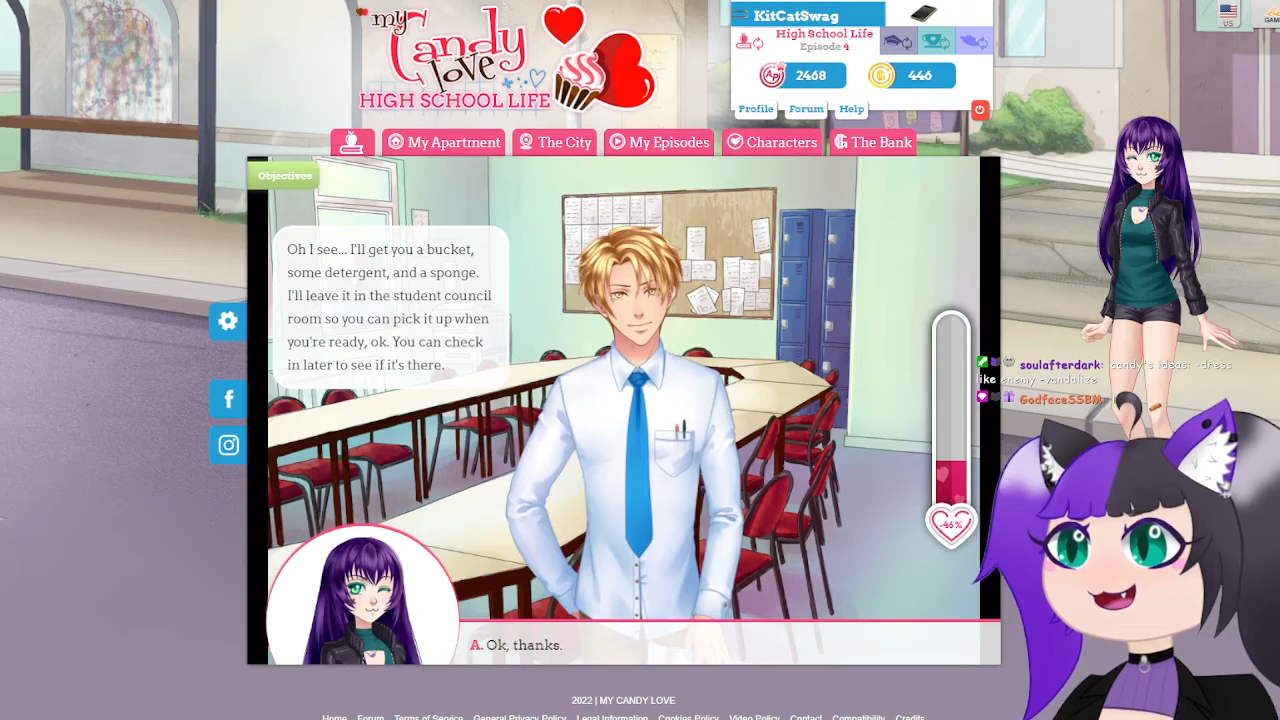 my
Candy
love
HIGH SCHOOL LIFE
KitCatSwag
High School Life
Episode 4
2468
446
Profile
Forum
Help
US
My Apartment
The City
My Episodes
Characters
The Bank
Objectives
Oh I see... I'll get you a bucket,
some detergent, and a sponge.
I'll leave it in the student council
room so you can pick it up when
you're ready, ok. You can check
in later to see if it's there.
soulafterdark: candy's ideas: -dress
like enemy -vandalize
GodfaceSSBM:
-46%
A. Ok, thanks.
2022 | MY CANDY LOVE
Home Forum Terms of Service General Privacy Policy Legal Information Cookies Policy Video Policy Contact Compatibility Credits